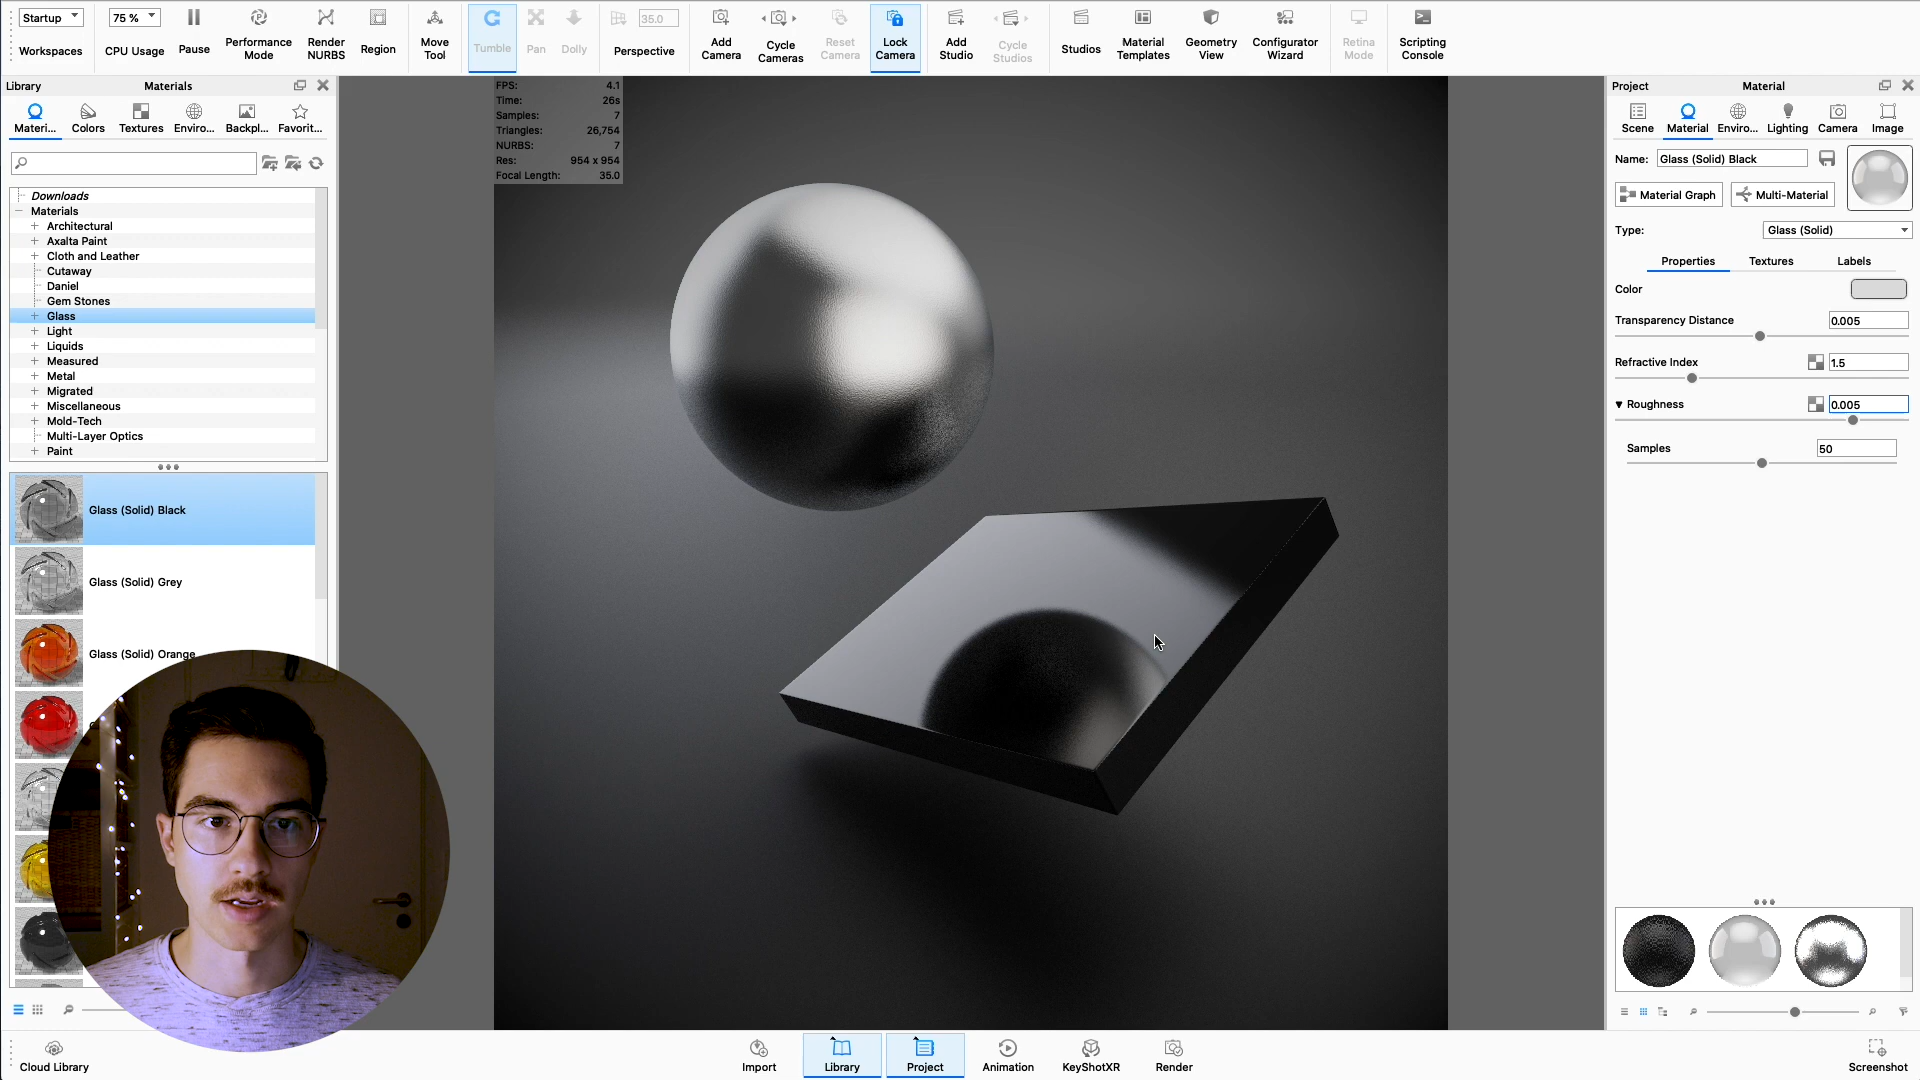 Startup
75 %
35.0
Workspaces
CPU Usage
Pause
Performance
Mode
Render
NURBS
Region
Move
Tool
Tumble
Pan
Dolly
Perspective
Add
Camera
Cycle
Cameras
Reset
Camera
Lock
Camera
Add
Studio
Cycle
Studios
Studios
Material
Templates
Geometry
View
Configurator
Wizard
Retina
Mode
Scripting
Console
Library
Materials
Materi...
Colors
Textures
Enviro...
Backpl...
Favorit...
Downloads
Materials
Architectural
Axalta Paint
Cloth and Leather
Cutaway
Daniel
Gem Stones
Glass
Light
Liquids
Measured
Metal
Migrated
Miscellaneous
Mold-Tech
Multi-Layer Optics
Paint
Glass (Solid) Black
Glass (Solid) Grey
Glass (Solid) Orange
FPS: 4.1
Time: 26s
Samples: 7
Triangles: 26,754
NURBS: 7
Res: 954 x 954
Focal Length: 35.0
Project
Material
Scene
Material
Enviro...
Lighting
Camera
Image
Name: Glass (Solid) Black
Material Graph
Multi-Material
Type: Glass (Solid)
Properties
Textures
Labels
Color
Transparency Distance 0.005
Refractive Index 1.5
Roughness 0.005
Samples 50
Cloud Library
Import
Library
Project
Animation
KeyShotXR
Render
Screenshot